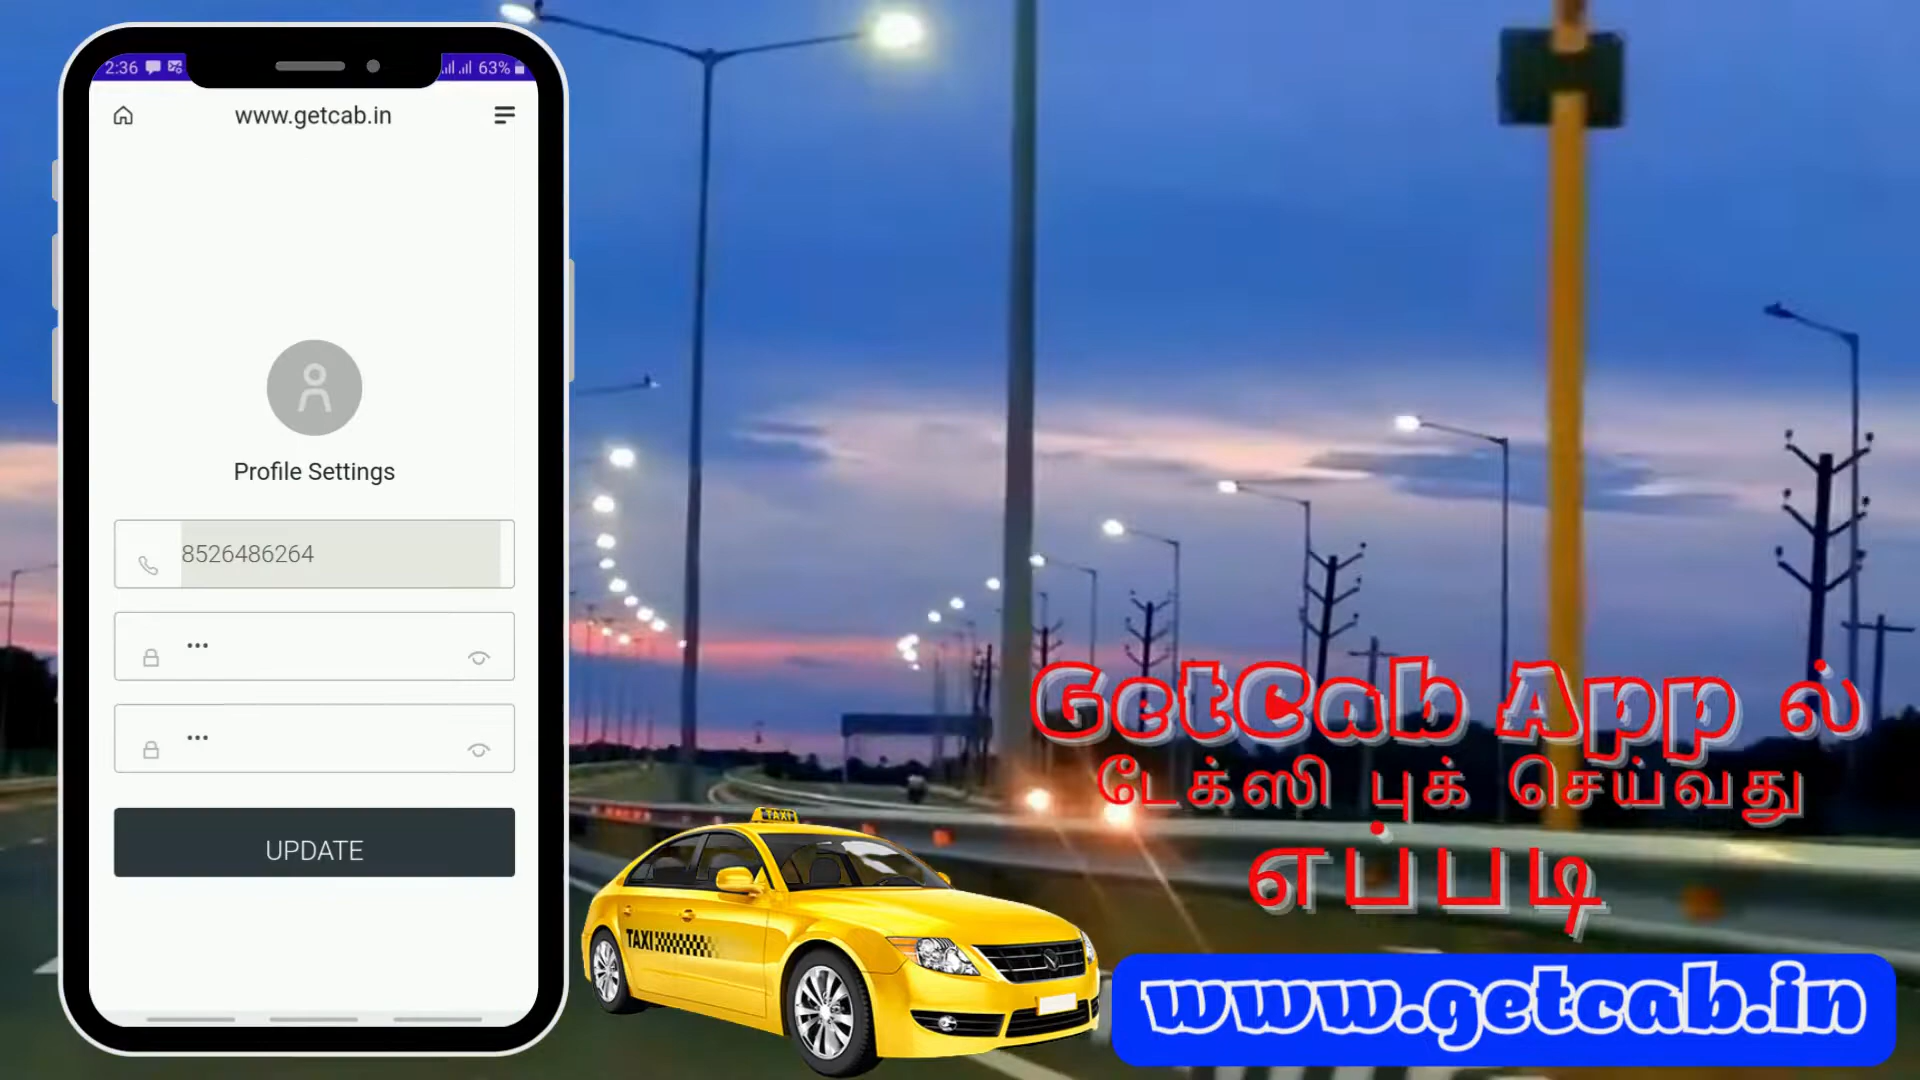 2:36
63%
www.getcab.in
Profile Settings
8526486264
•••
•••
UPDATE
TAXI
TAXI
GetCab App ல்
டேக்ஸி புக் செய்வது
எப்படி
www.getcab.in